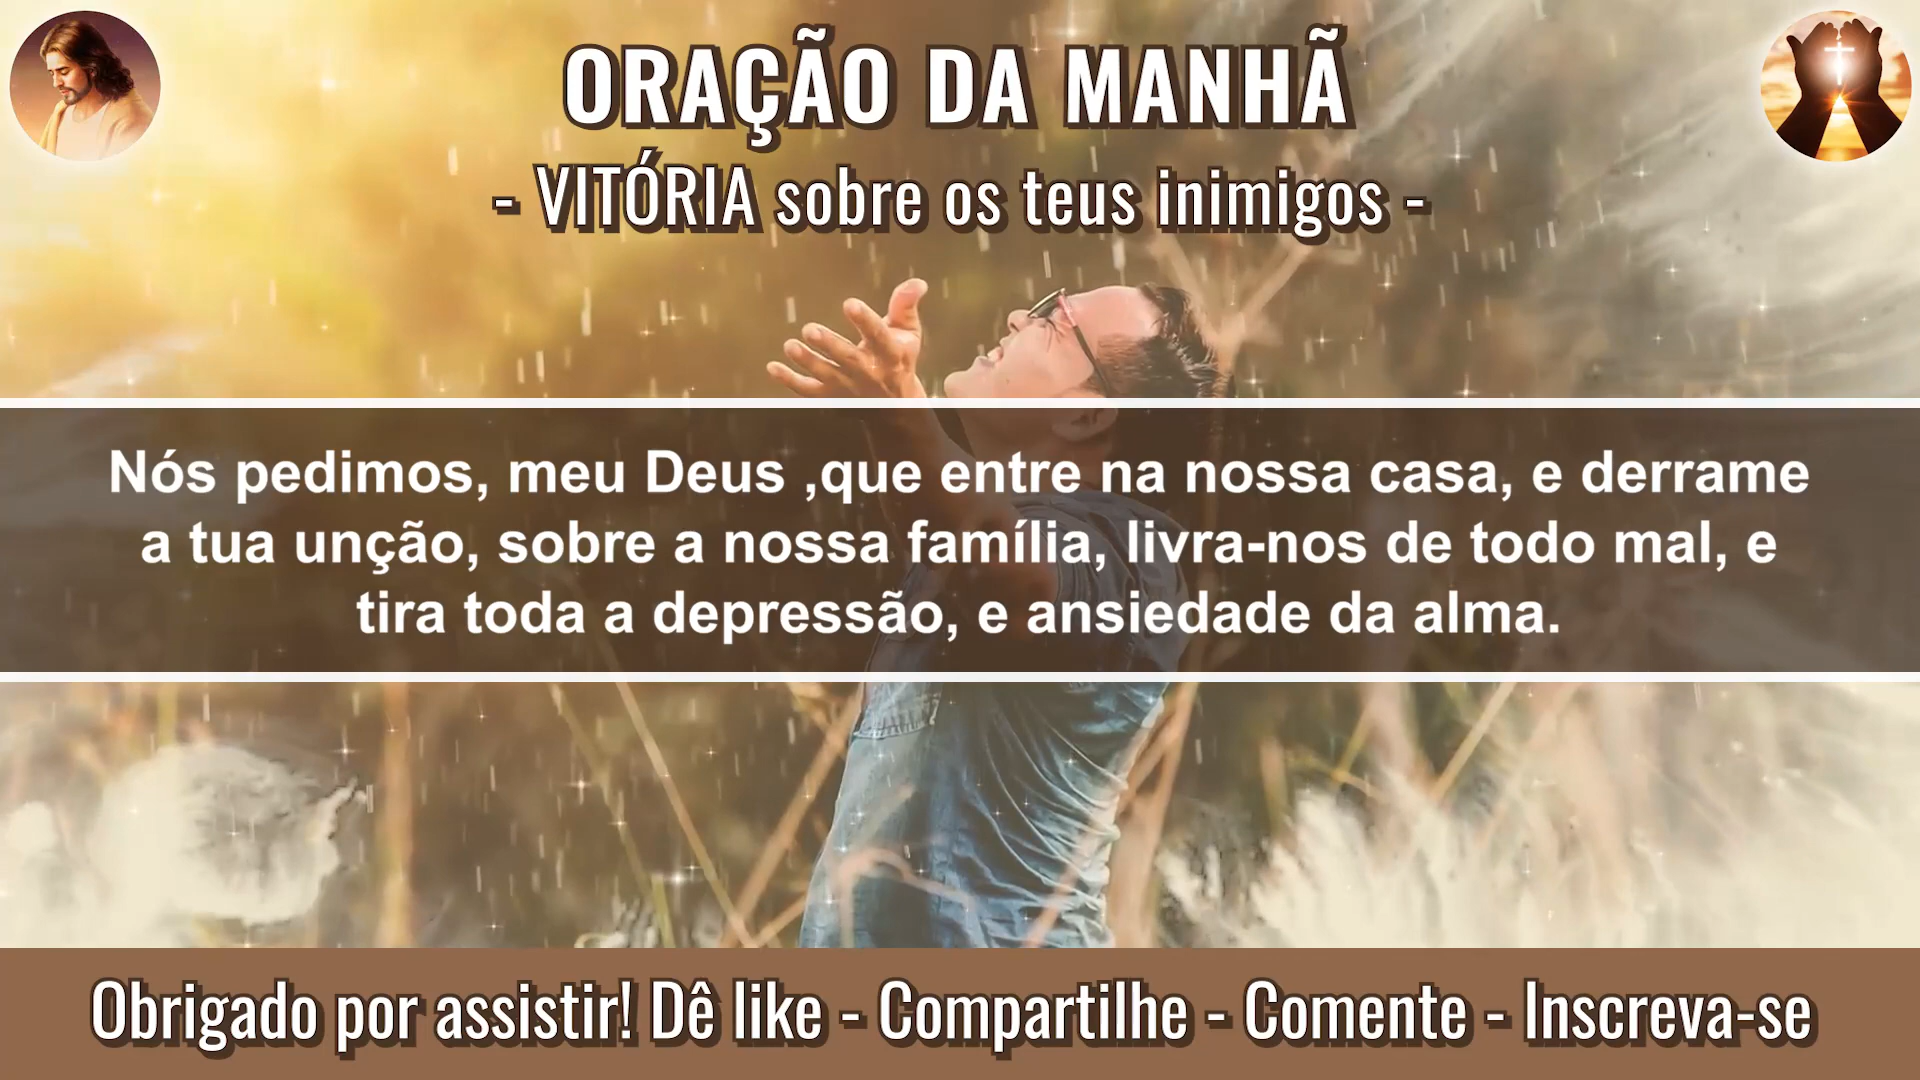 ORAÇÃO DA MANHÃ
- VITÓRIA sobre os teus inimigos -
Nós pedimos, meu Deus ,que entre na nossa casa, e derrame
a tua unção, sobre a nossa família, livra-nos de todo mal, e
tira toda a depressão, e ansiedade da alma.
Obrigado por assistir! Dê like - Compartilhe - Comente - Inscreva-se